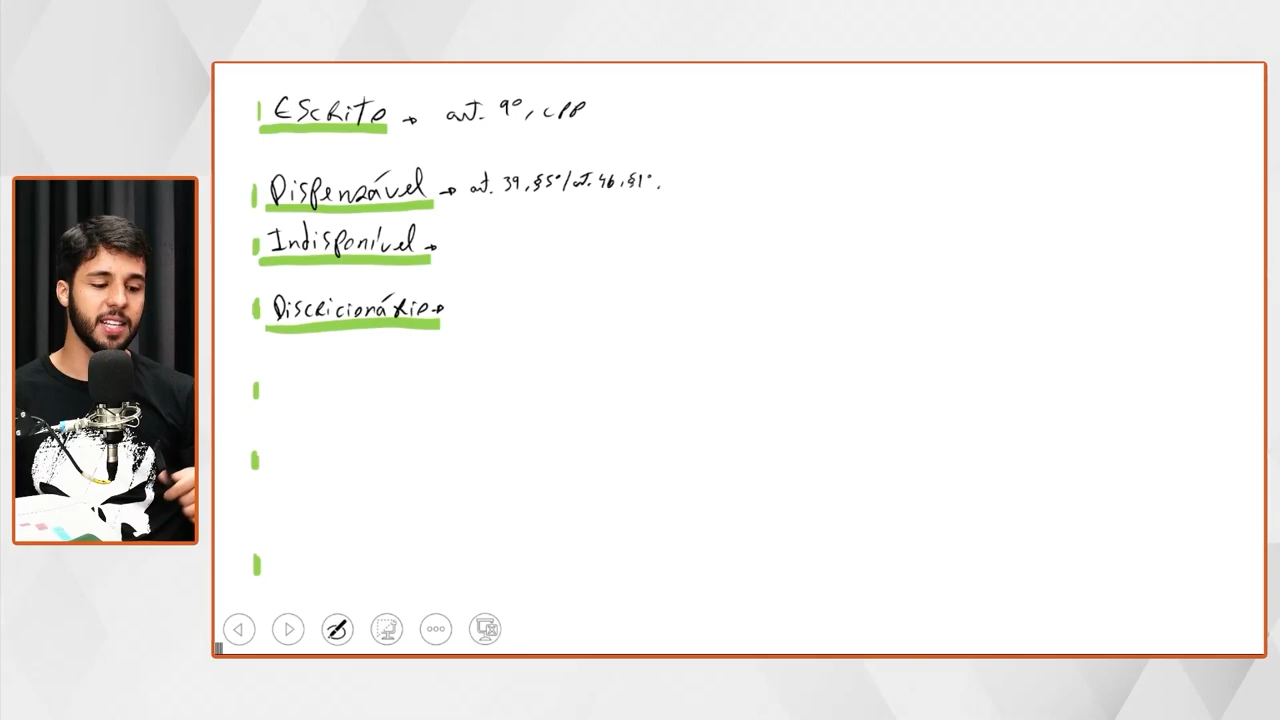 Escrito → art. 9º, CPP
Dispensável → art. 39, §5º/art. 46, §1º.
Indisponível →
Discricionário →